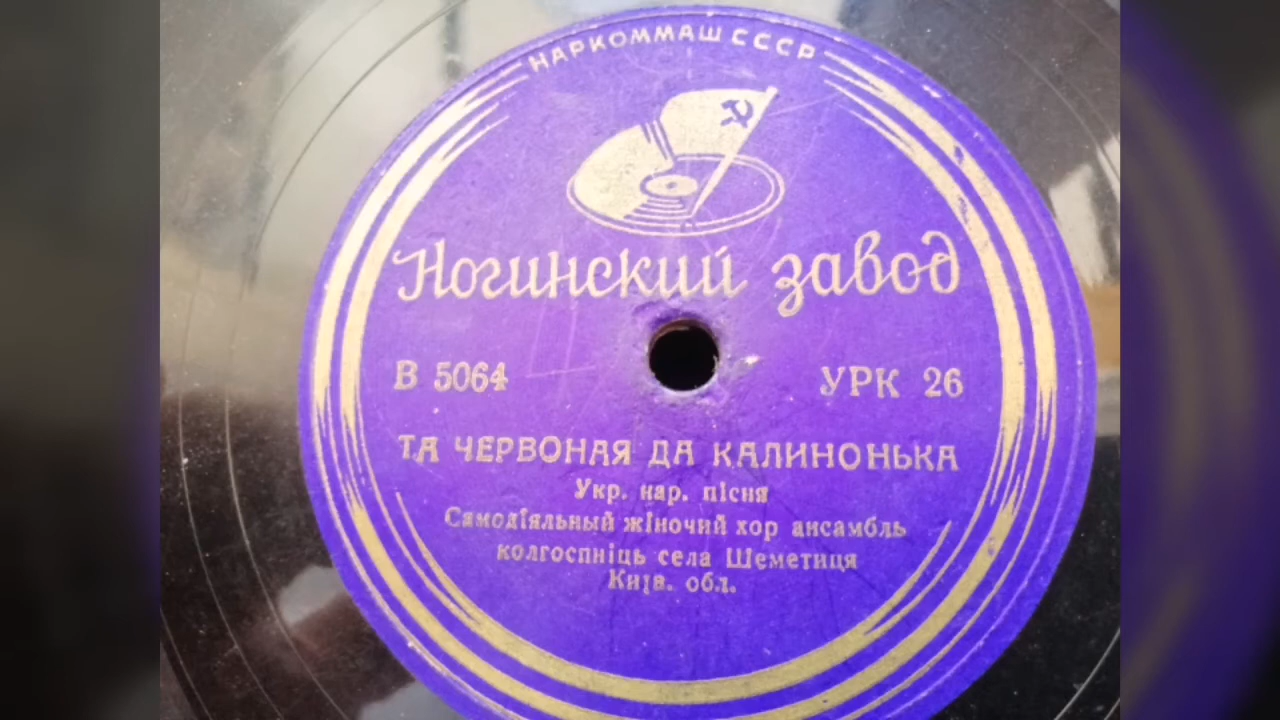 НАРКОММАШ СССР
Ногинский завод
В 5064 УРК 26
ТА ЧЕРВОНАЯ ДА КАЛИНОНЬКА
Укр. нар. пісня
Самодіяльный жіночий хор ансамбль
колгоспніць села Шеметиця
Київ. обл.